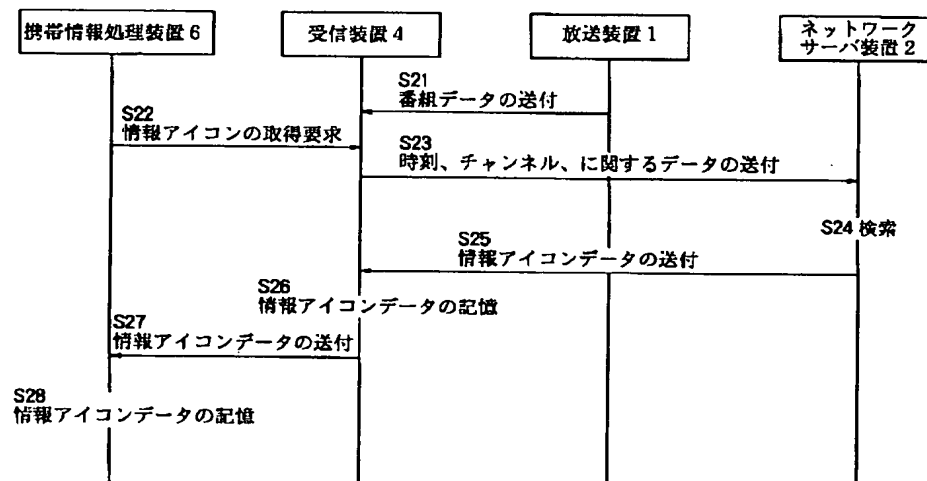 携帯情報処理装置6
受信装置4
放送装置1
ネットワーク
サーバ装置2
S21
番組データの送付
S22
情報アイコンの取得要求
S23
時刻、チャンネル、に関するデータの送付
S24 検索
S25
情報アイコンデータの送付
S26
情報アイコンデータの記憶
S27
情報アイコンデータの送付
S28
情報アイコンデータの記憶